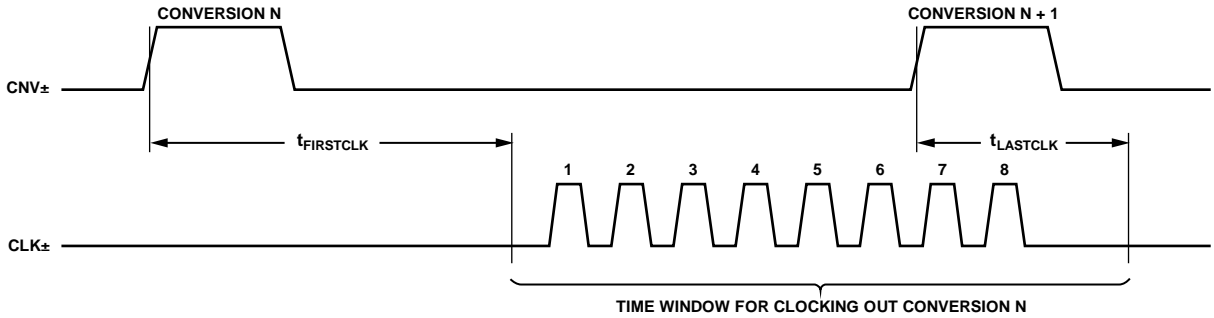 CONVERSION N
CONVERSION N + 1
CNV±
tFIRSTCLK
tLASTCLK
1 2 3 4 5 6 7 8
CLK±
TIME WINDOW FOR CLOCKING OUT CONVERSION N